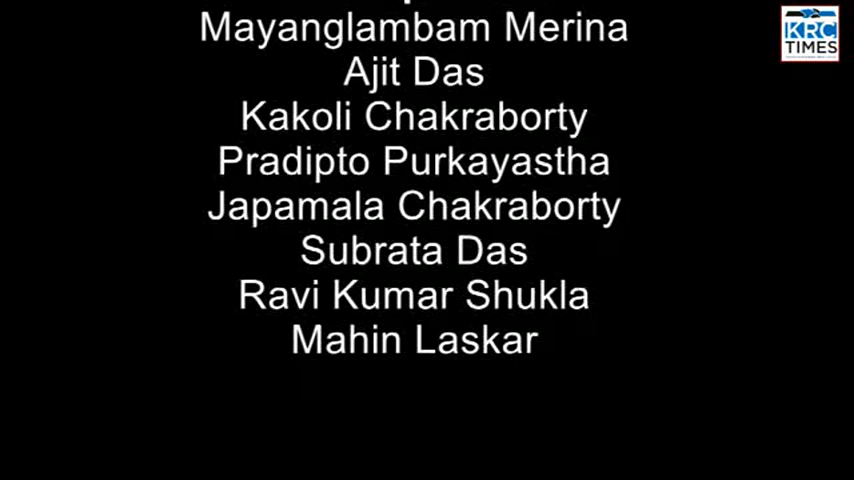 KRC
TIMES
Mayanglambam Merina
Ajit Das
Kakoli Chakraborty
Pradipto Purkayastha
Japamala Chakraborty
Subrata Das
Ravi Kumar Shukla
Mahin Laskar